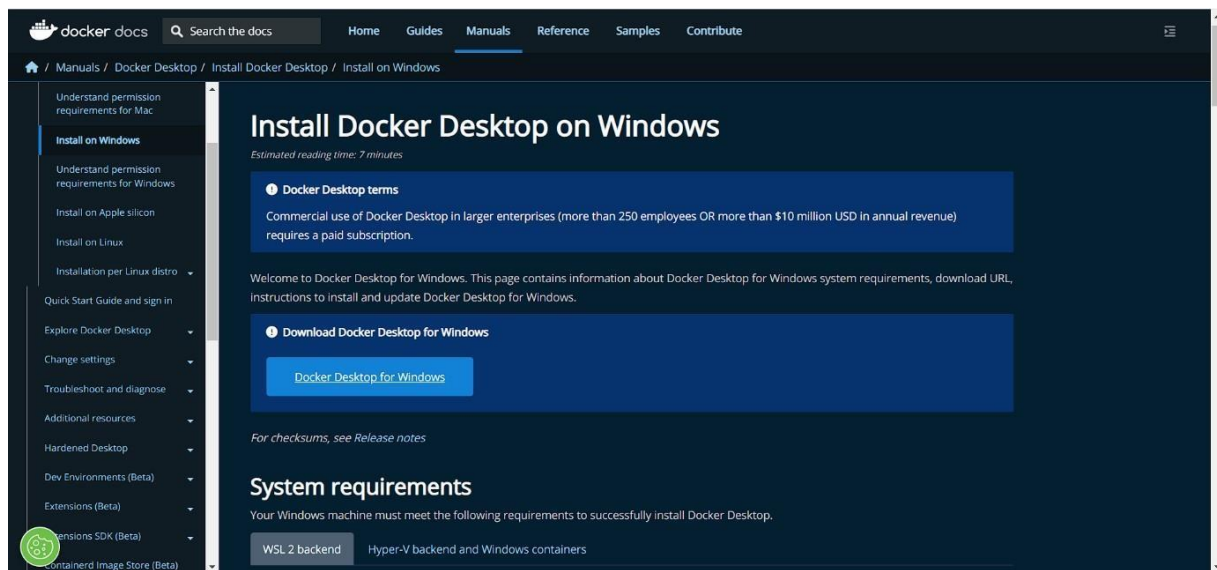 docker docs
Search the docs
Home Guides Manuals Reference Samples Contribute
/ Manuals / Docker Desktop / Install Docker Desktop / Install on Windows
Understand permission
requirements for Mac
Install on Windows
Understand permission
requirements for Windows
Install on Apple silicon
Install on Linux
Installation per Linux distro
Quick Start Guide and sign in
Explore Docker Desktop
Change settings
Troubleshoot and diagnose
Additional resources
Hardened Desktop
Dev Environments (Beta)
Extensions (Beta)
SDK (Beta)
Containerd Image Store (Beta)
Install Docker Desktop on Windows
Estimated reading time: 7 minutes
Docker Desktop terms
Commercial use of Docker Desktop in larger enterprises (more than 250 employees OR more than $10 million USD in annual revenue)
requires a paid subscription.
Welcome to Docker Desktop for Windows. This page contains information about Docker Desktop for Windows system requirements, download URL,
instructions to install and update Docker Desktop for Windows.
Download Docker Desktop for Windows
Docker Desktop for Windows
For checksums, see Release notes
System requirements
Your Windows machine must meet the following requirements to successfully install Docker Desktop.
WSL 2 backend Hyper-V backend and Windows containers